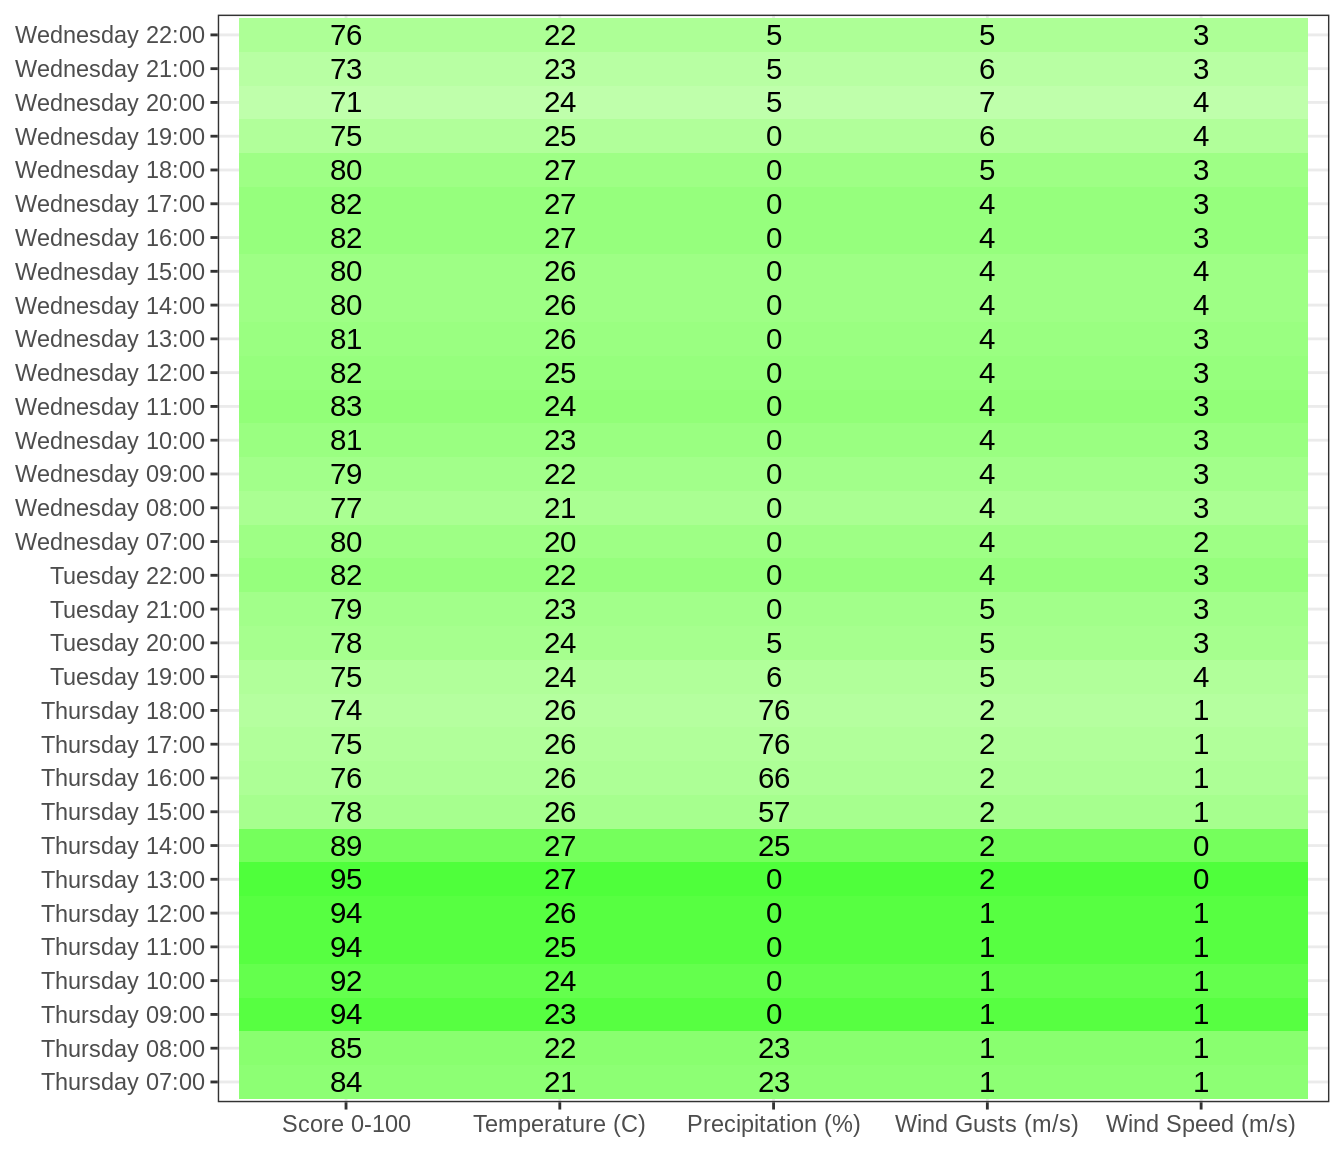 Wednesday 22:00 76 22 5 5 3
Wednesday 21:00 73 23 5 6 3
Wednesday 20:00 71 24 5 7 4
Wednesday 19:00 75 25 0 6 4
Wednesday 18:00 80 27 0 5 3
Wednesday 17:00 82 27 0 4 3
Wednesday 16:00 82 27 0 4 3
Wednesday 15:00 80 26 0 4 4
Wednesday 14:00 80 26 0 4 4
Wednesday 13:00 81 26 0 4 3
Wednesday 12:00 82 25 0 4 3
Wednesday 11:00 83 24 0 4 3
Wednesday 10:00 81 23 0 4 3
Wednesday 09:00 79 22 0 4 3
Wednesday 08:00 77 21 0 4 3
Wednesday 07:00 80 20 0 4 2
Tuesday 22:00 82 22 0 4 3
Tuesday 21:00 79 23 0 5 3
Tuesday 20:00 78 24 5 5 3
Tuesday 19:00 75 24 6 5 4
Thursday 18:00 74 26 76 2 1
Thursday 17:00 75 26 76 2 1
Thursday 16:00 76 26 66 2 1
Thursday 15:00 78 26 57 2 1
Thursday 14:00 89 27 25 2 0
Thursday 13:00 95 27 0 2 0
Thursday 12:00 94 26 0 1 1
Thursday 11:00 94 25 0 1 1
Thursday 10:00 92 24 0 1 1
Thursday 09:00 94 23 0 1 1
Thursday 08:00 85 22 23 1 1
Thursday 07:00 84 21 23 1 1
Score 0-100 Temperature (C) Precipitation (%) Wind Gusts (m/s) Wind Speed (m/s)